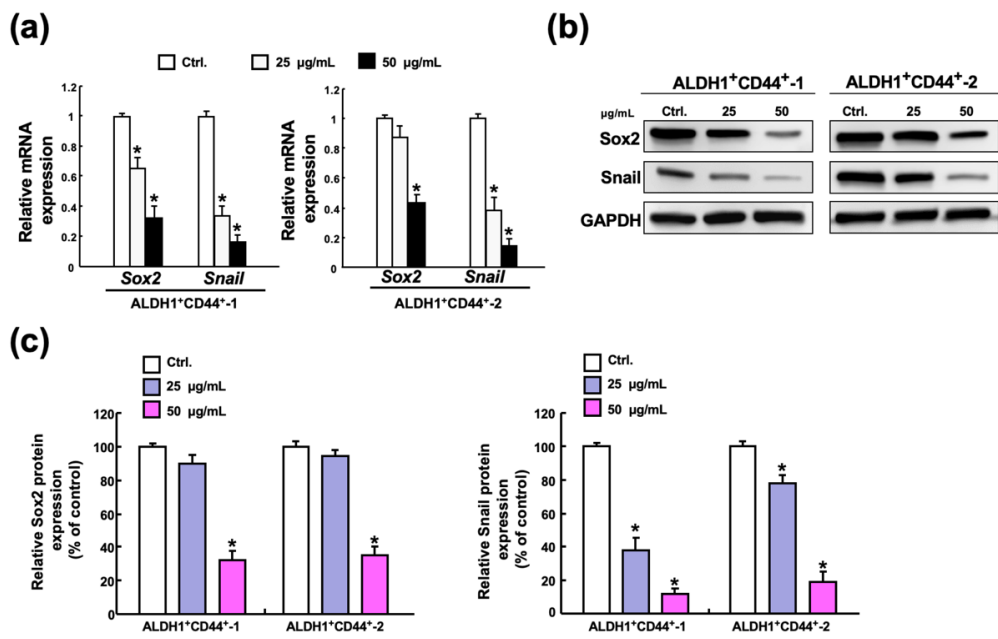 (a)
Ctrl. 25 µg/mL 50 µg/mL
Relative mRNA
expression
1.2
1
0.8
0.6
0.4
0.2
0
* * * *
Sox2 Snail
ALDH1⁺CD44⁺-1
Relative mRNA
expression
1.2
1
0.8
0.6
0.4
0.2
0
* * *
Sox2 Snail
ALDH1⁺CD44⁺-2
(b)
ALDH1⁺CD44⁺-1 ALDH1⁺CD44⁺-2
µg/mL Ctrl. 25 50 Ctrl. 25 50
Sox2
Snail
GAPDH
(c)
Ctrl.
25 µg/mL
50 µg/mL
Relative Sox2 protein
expression
(% of control)
120
100
80
60
40
20
0
* *
ALDH1⁺CD44⁺-1 ALDH1⁺CD44⁺-2
Ctrl.
25 µg/mL
50 µg/mL
Relative Snail protein
expression
(% of control)
120
100
80
60
40
20
0
* * * *
ALDH1⁺CD44⁺-1 ALDH1⁺CD44⁺-2